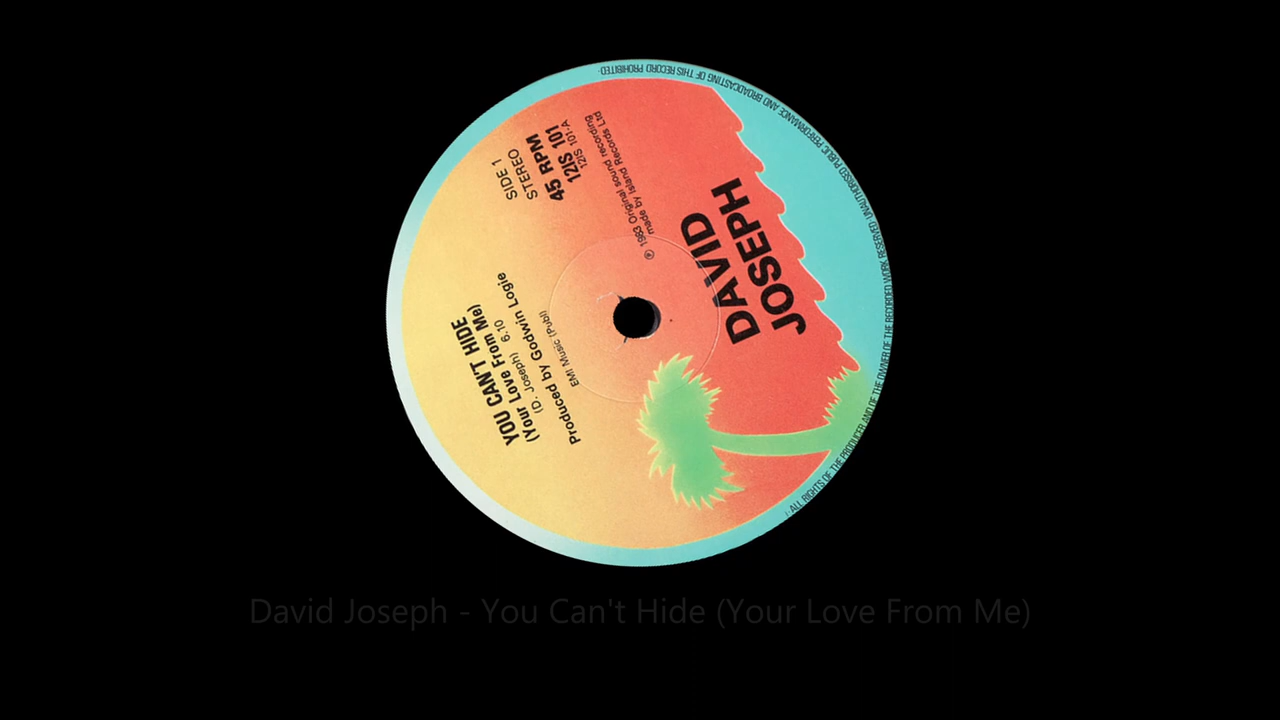 DAVID
JOSEPH
SIDE 1
STEREO
45 RPM
12IS 101
12IS 101-A
℗ 1983 Original sound recording
made by Island Records Ltd
YOU CAN'T HIDE
(Your Love From Me)
(D. Joseph) 6.10
Produced by Godwin Logie
EMI Music (Publ)
ALL RIGHTS OF THE PRODUCER AND OF THE OWNER OF THE RECORDED WORK RESERVED. UNAUTHORISED PUBLIC PERFORMANCE AND BROADCASTING OF THIS RECORD PROHIBITED.
David Joseph - You Can't Hide (Your Love From Me)